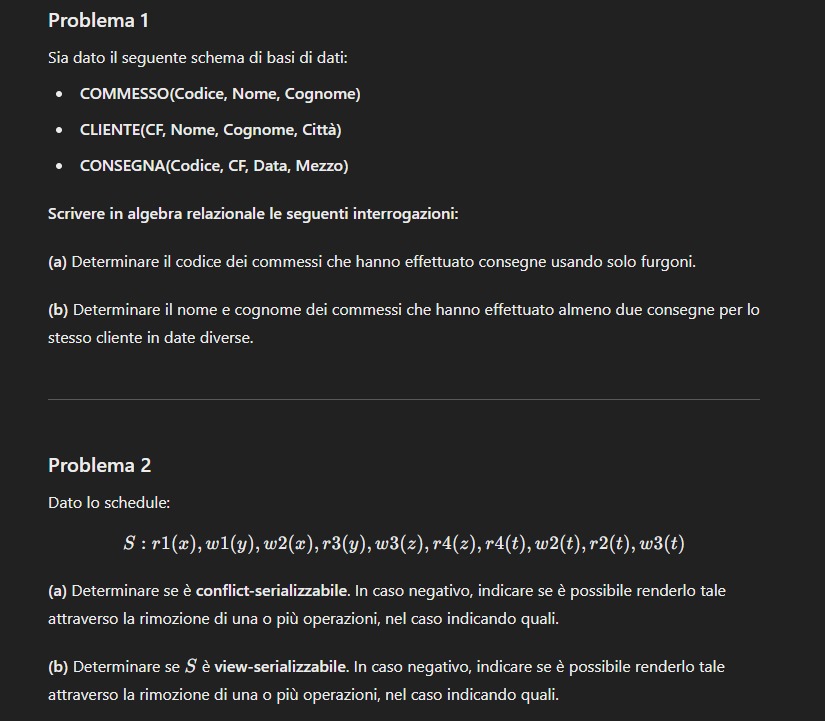 Problema 1
Sia dato il seguente schema di basi di dati:
• COMMESSO(Codice, Nome, Cognome)
• CLIENTE(CF, Nome, Cognome, Città)
• CONSEGNA(Codice, CF, Data, Mezzo)
Scrivere in algebra relazionale le seguenti interrogazioni:
(a) Determinare il codice dei commessi che hanno effettuato consegne usando solo furgoni.
(b) Determinare il nome e cognome dei commessi che hanno effettuato almeno due consegne per lo
stesso cliente in date diverse.
Problema 2
Dato lo schedule:
S : r1(x), w1(y), w2(x), r3(y), w3(z), r4(z), r4(t), w2(t), r2(t), w3(t)
(a) Determinare se è conflict-serializzabile. In caso negativo, indicare se è possibile renderlo tale
attraverso la rimozione di una o più operazioni, nel caso indicando quali.
(b) Determinare se S è view-serializzabile. In caso negativo, indicare se è possibile renderlo tale
attraverso la rimozione di una o più operazioni, nel caso indicando quali.